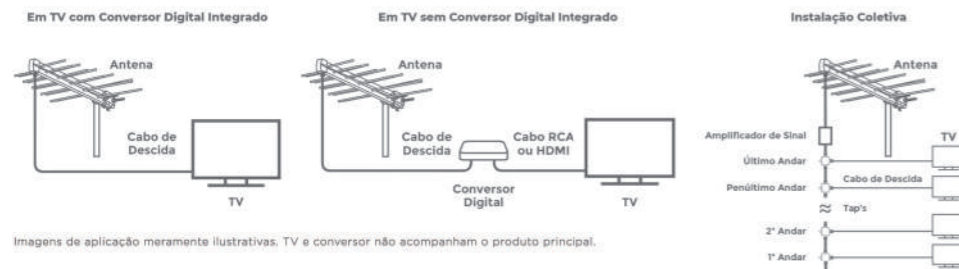 Em TV com Conversor Digital Integrado
Antena
Cabo de
Descida
TV
Em TV sem Conversor Digital Integrado
Antena
Cabo de
Descida
Cabo RCA
ou HDMI
Conversor
Digital
TV
Instalação Coletiva
Antena
Amplificador de Sinal
TV
Último Andar
Cabo de Descida
Penúltimo Andar
Tap's
2° Andar
1° Andar
Imagens de aplicação meramente ilustrativas. TV e conversor não acompanham o produto principal.